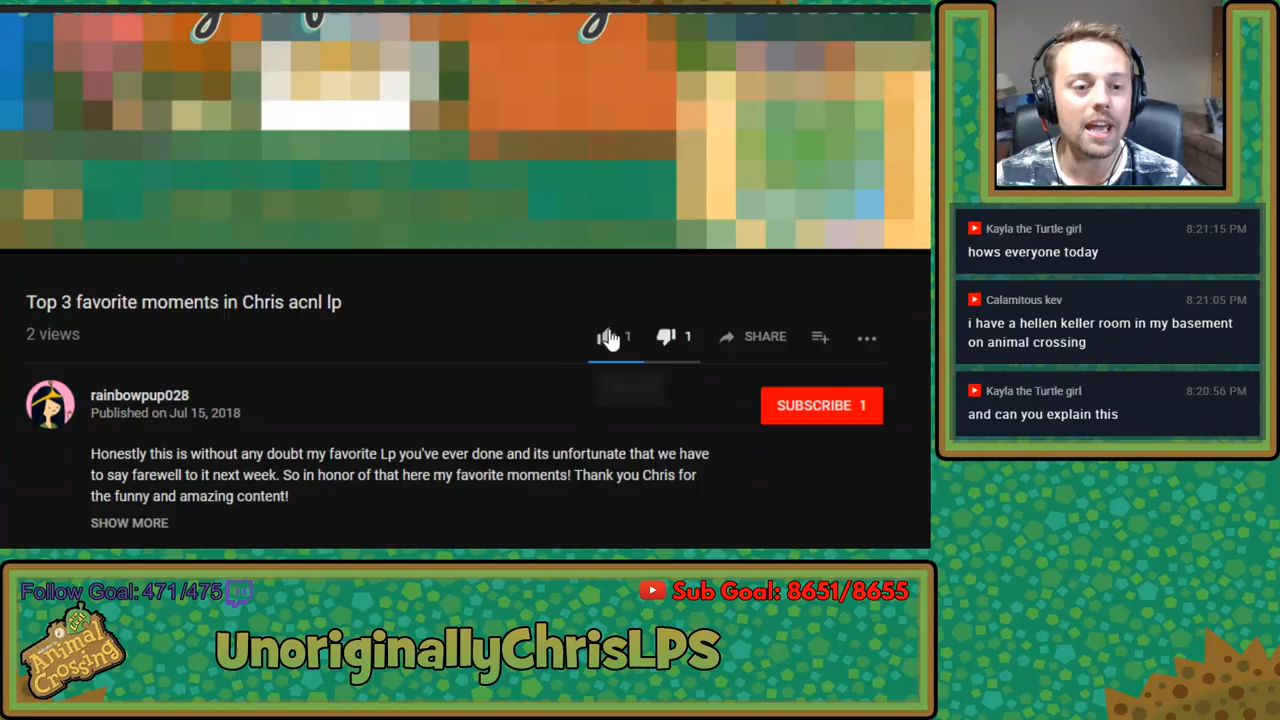 Top 3 favorite moments in Chris acnl lp
2 views
1
1
SHARE
rainbowpup028
Published on Jul 15, 2018
SUBSCRIBE 1
Honestly this is without any doubt my favorite Lp you've ever done and its unfortunate that we have
to say farewell to it next week. So in honor of that here my favorite moments! Thank you Chris for
the funny and amazing content!
SHOW MORE
Kayla the Turtle girl 8:21:15 PM
hows everyone today
Calamitous kev 8:21:05 PM
i have a hellen keller room in my basement
on animal crossing
Kayla the Turtle girl 8:20:56 PM
and can you explain this
Follow Goal: 471/475
Sub Goal: 8651/8655
Animal
Crossing
UnoriginallyChrisLPS